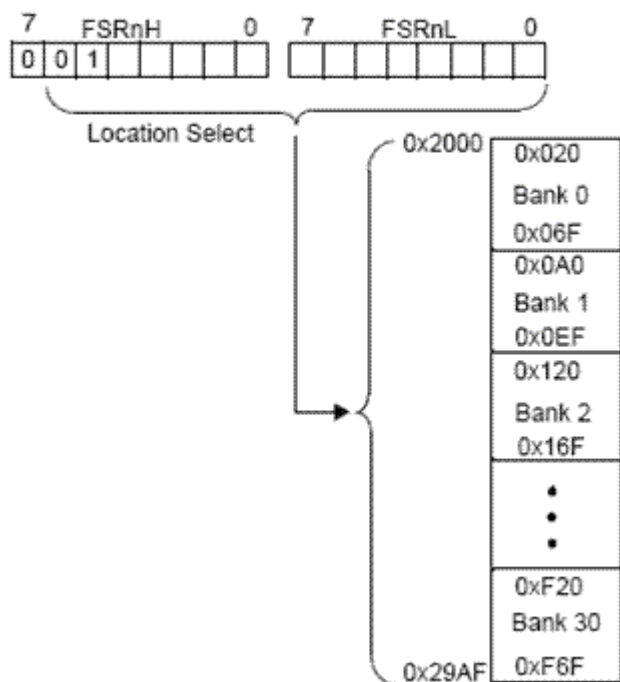 7 FSRnH 0 7 FSRnL 0
0 0 1
Location Select
0x2000
0x020
Bank 0
0x06F
0x0A0
Bank 1
0x0EF
0x120
Bank 2
0x16F
0xF20
Bank 30
0x29AF
0xF6F